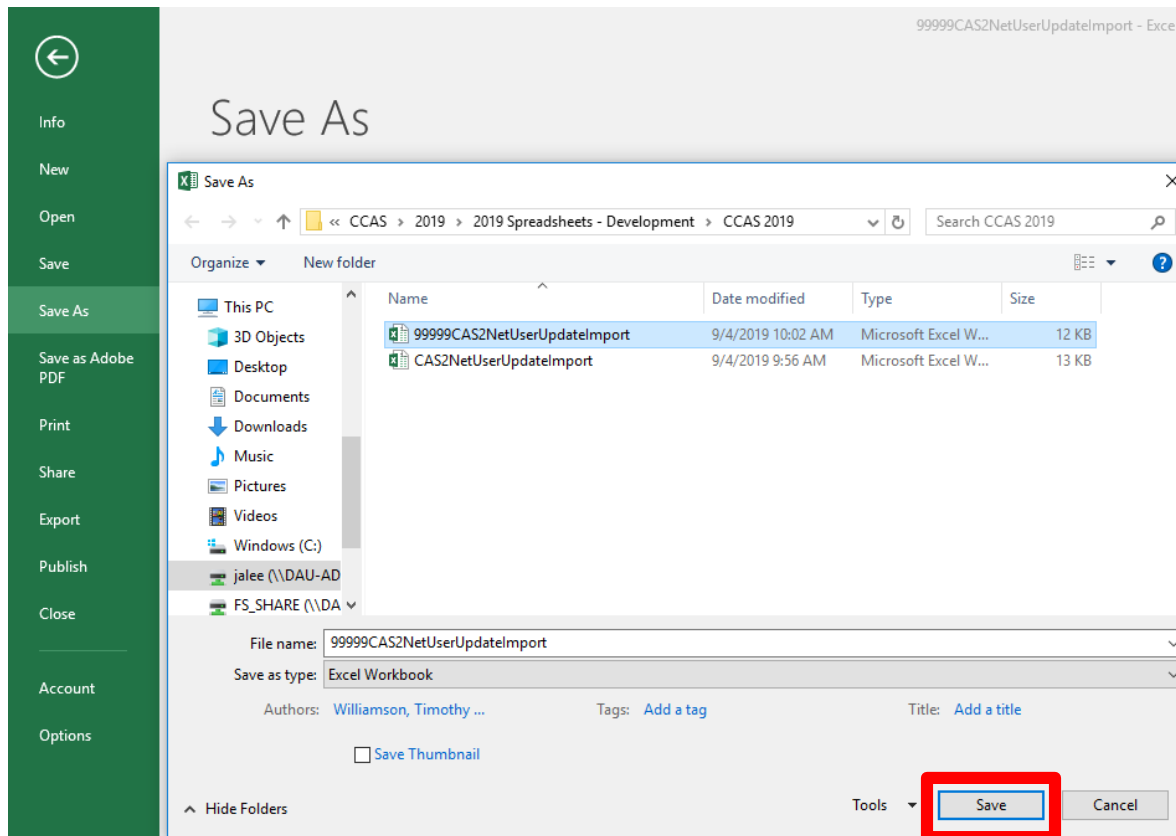 99999CAS2NetUserUpdateImport - Exce
Info
New
Open
Save
Save As
Save as Adobe
PDF
Print
Share
Export
Publish
Close
Account
Options
Save As
Save As
« CCAS > 2019 > 2019 Spreadsheets - Development > CCAS 2019
Search CCAS 2019
Organize New folder
This PC
3D Objects
Desktop
Documents
Downloads
Music
Pictures
Videos
Windows (C:)
jalee (\\DAU-AD
FS_SHARE (\\DA
Name Date modified Type Size
99999CAS2NetUserUpdateImport 9/4/2019 10:02 AM Microsoft Excel W... 12 KB
CAS2NetUserUpdateImport 9/4/2019 9:56 AM Microsoft Excel W... 13 KB
File name: 99999CAS2NetUserUpdateImport
Save as type: Excel Workbook
Authors: Williamson, Timothy ... Tags: Add a tag Title: Add a title
Save Thumbnail
Hide Folders Tools Save Cancel